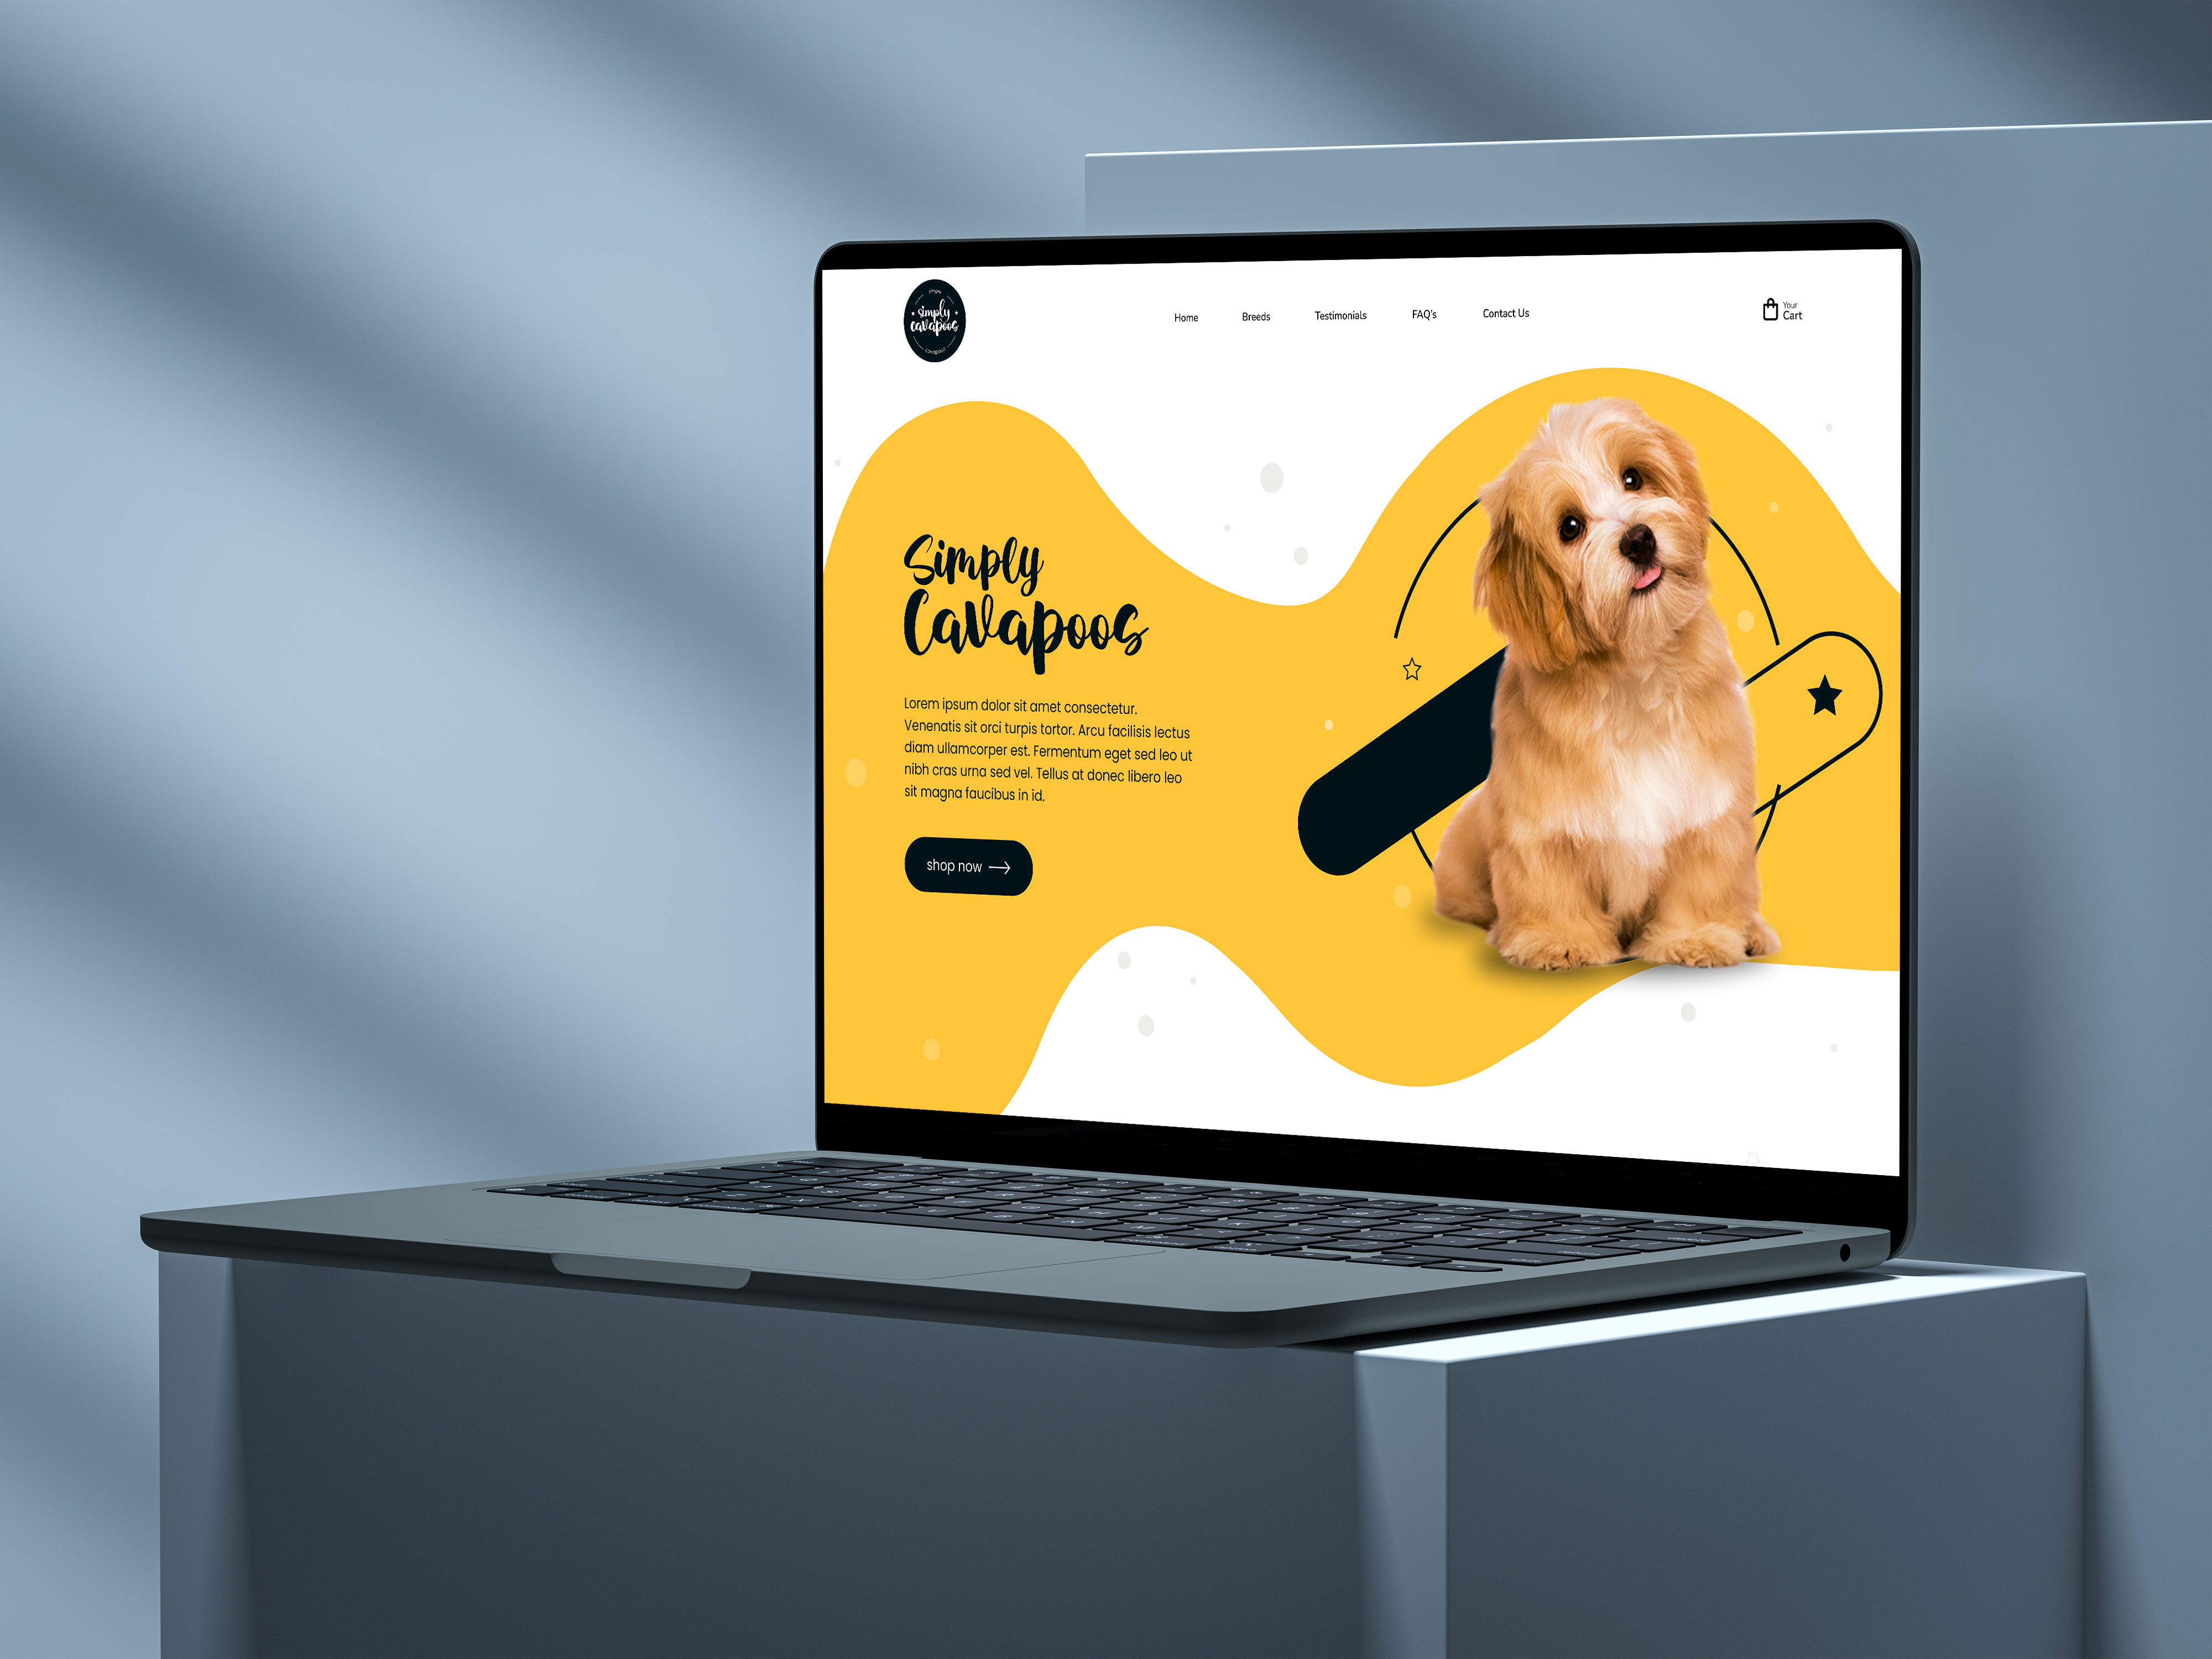 simply
simply
cavapoos
cavapoos
Home Breeds Testimonials FAQ's Contact Us
Your
Cart
Simply
Cavapoos
Lorem ipsum dolor sit amet consectetur.
Venenatis sit orci turpis tortor. Arcu facilisis lectus
diam ullamcorper est. Fermentum eget sed leo ut
nibh cras urna sed vel. Tellus at donec libero leo
sit magna faucibus in id.
shop now